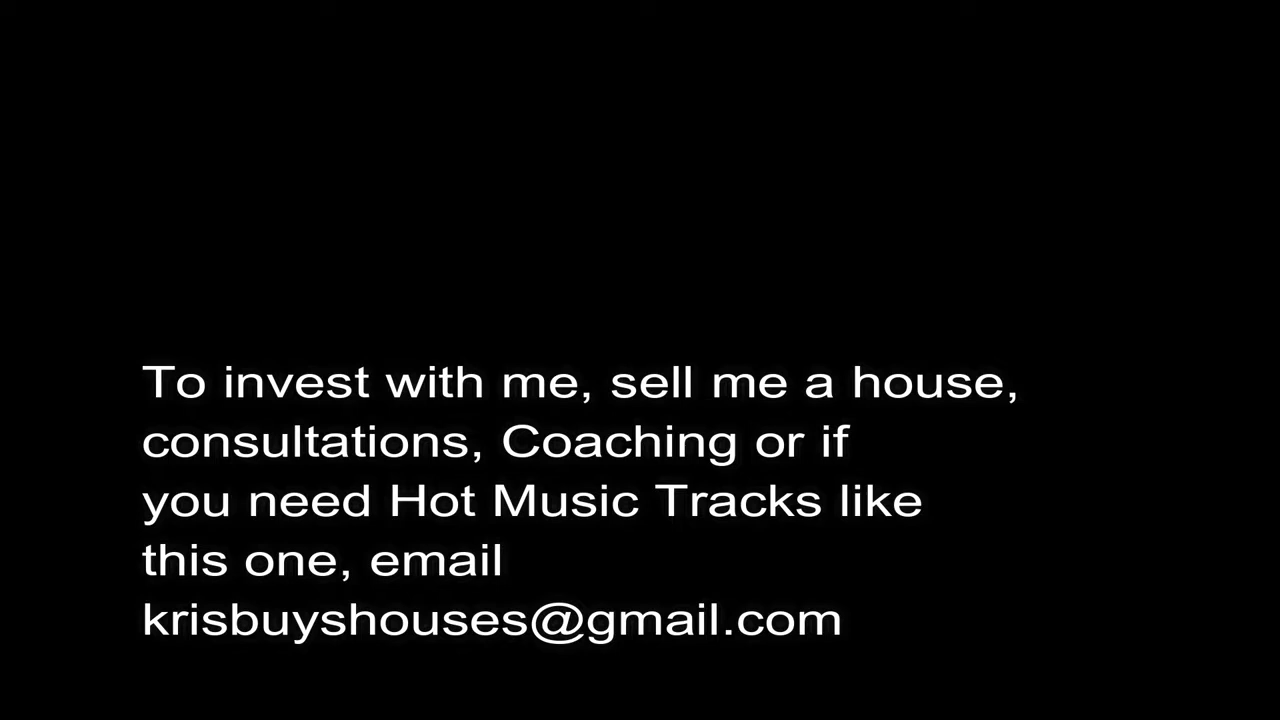 To invest with me, sell me a house,
consultations, Coaching or if
you need Hot Music Tracks like
this one, email
krisbuyshouses@gmail.com